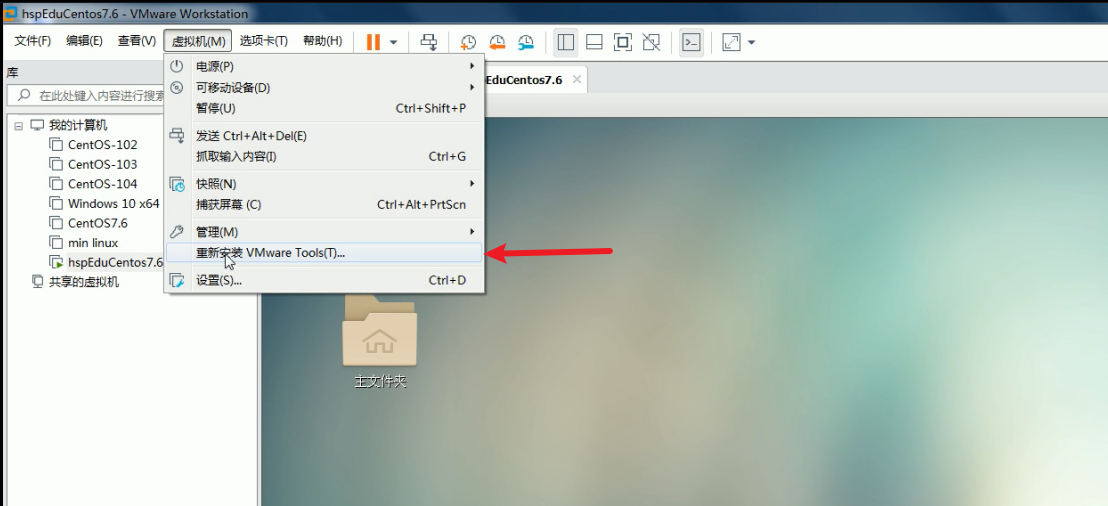 hspEduCentos7.6 - VMware Workstation
文件(F) 编辑(E) 查看(V) 虚拟机(M) 选项卡(T) 帮助(H)
库
在此处键入内容进行搜索
我的计算机
CentOS-102
CentOS-103
CentOS-104
Windows 10 x64
CentOS7.6
min linux
hspEduCentos7.6
共享的虚拟机
电源(P)
可移动设备(D)
暂停(U) Ctrl+Shift+P
发送 Ctrl+Alt+Del(E)
抓取输入内容(I) Ctrl+G
快照(N)
捕获屏幕 (C) Ctrl+Alt+PrtScn
管理(M)
重新安装 VMware Tools(T)...
设置(S)... Ctrl+D
pEduCentos7.6
主文件夹